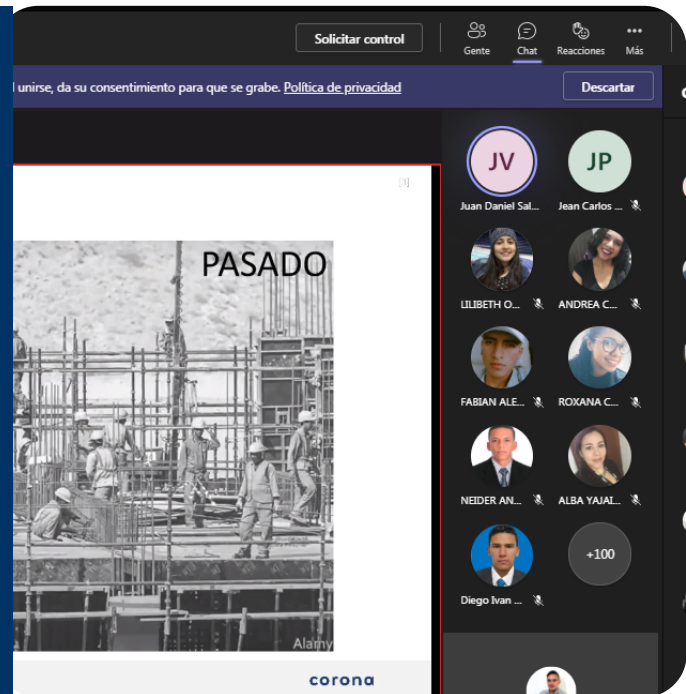 Solicitar control
Gente
Chat
Reacciones
Más
unirse, da su consentimiento para que se grabe. Política de privacidad
Descartar
[3]
PASADO
JV
JP
Juan Daniel Sal...
Jean Carlos ...
LILIBETH O...
ANDREA C...
FABIAN ALE...
ROXANA C...
NEIDER AN...
ALBA YAJAI...
+100
Diego Ivan ...
Alamy
corona